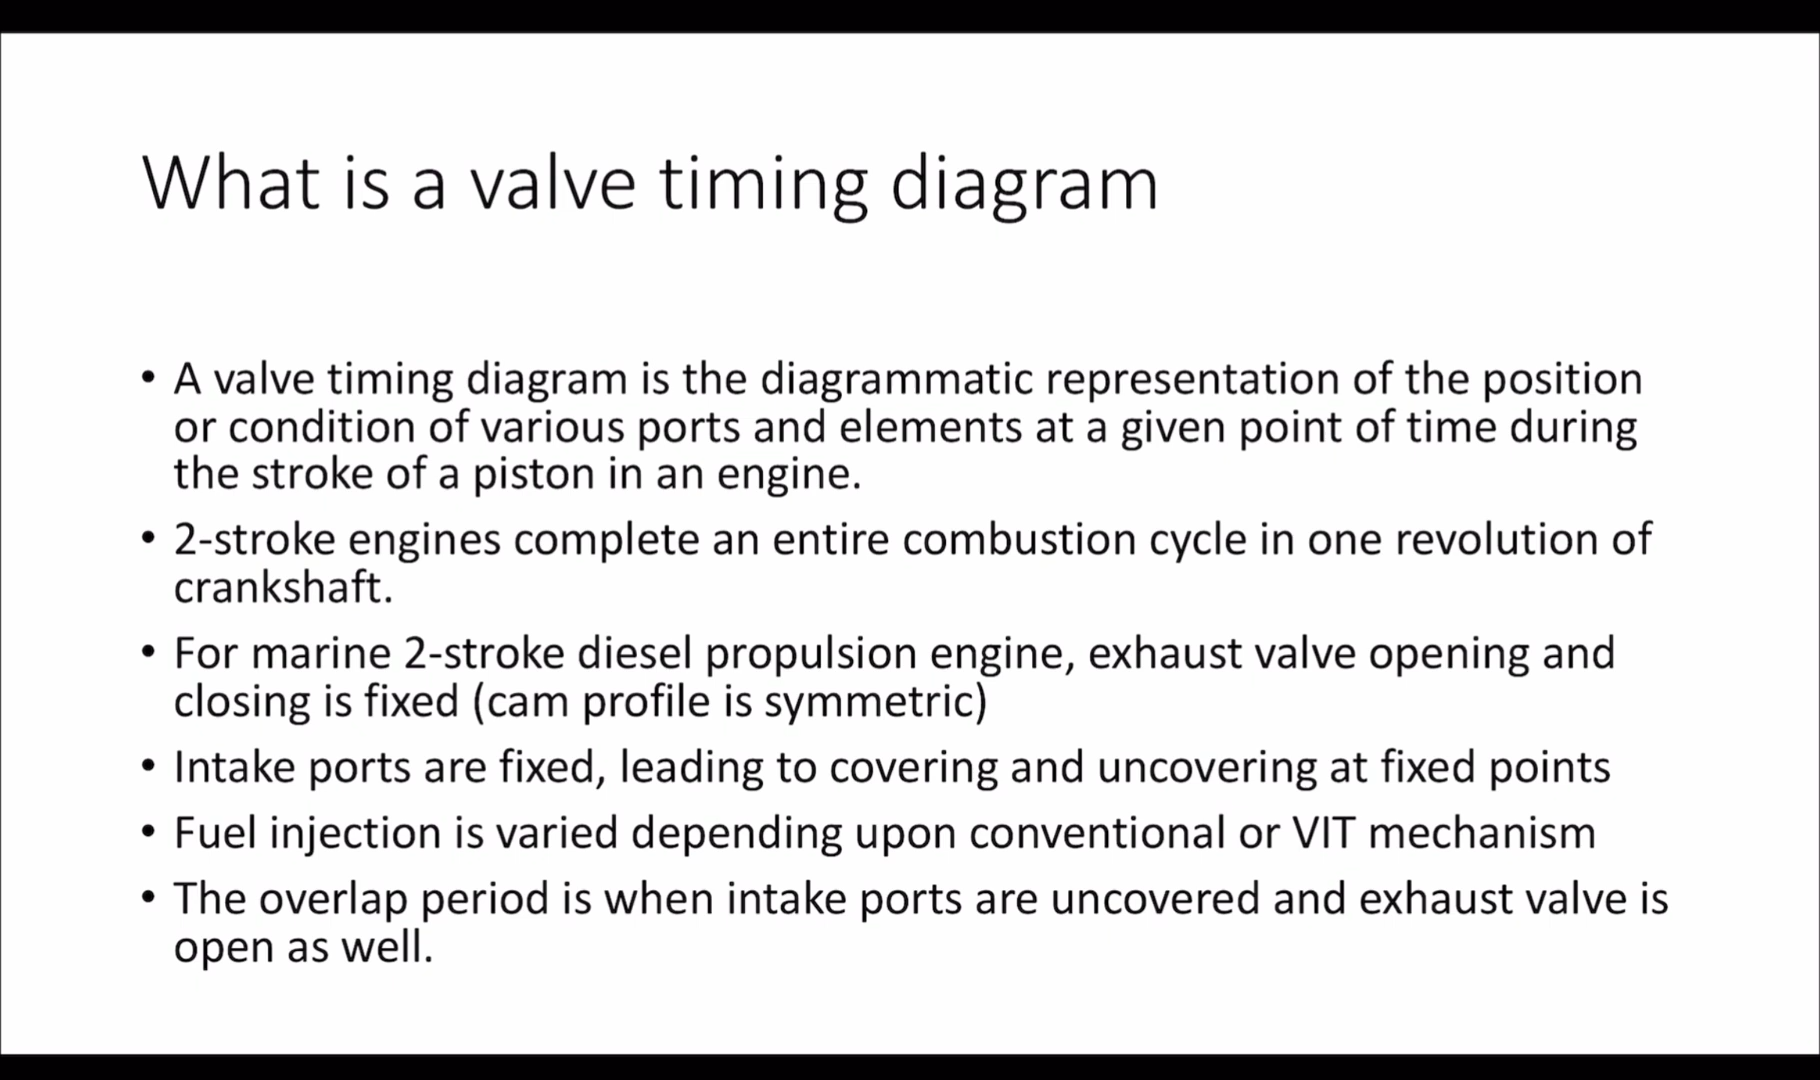 What is a valve timing diagram
• A valve timing diagram is the diagrammatic representation of the position
or condition of various ports and elements at a given point of time during
the stroke of a piston in an engine.
• 2-stroke engines complete an entire combustion cycle in one revolution of
crankshaft.
• For marine 2-stroke diesel propulsion engine, exhaust valve opening and
closing is fixed (cam profile is symmetric)
• Intake ports are fixed, leading to covering and uncovering at fixed points
• Fuel injection is varied depending upon conventional or VIT mechanism
• The overlap period is when intake ports are uncovered and exhaust valve is
open as well.